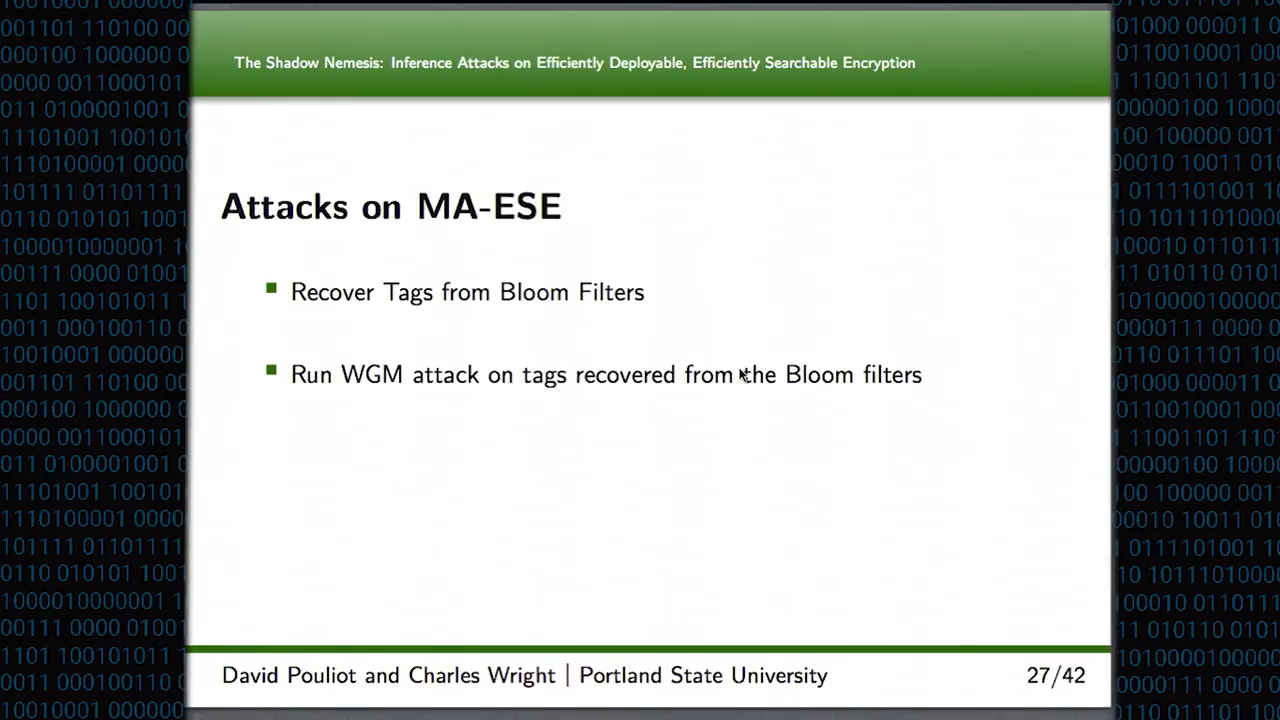 The Shadow Nemesis: Inference Attacks on Efficiently Deployable, Efficiently Searchable Encryption
Attacks on MA-ESE
Recover Tags from Bloom Filters
Run WGM attack on tags recovered from the Bloom filters
David Pouliot and Charles Wright | Portland State University
27/42